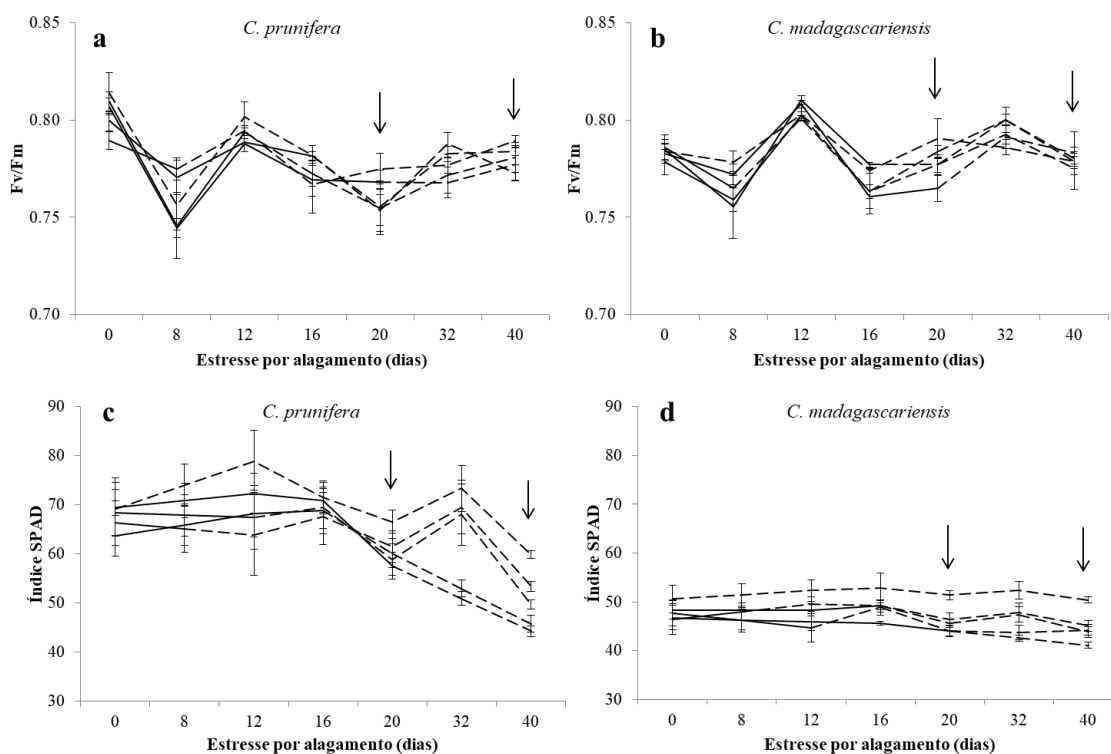 a
C. prunifera
0.85
0.80
0.75
0.70
Fv/Fm
0 8 12 16 20 32 40
Estresse por alagamento (dias)
b
C. madagascariensis
0.85
0.80
0.75
0.70
Fv/Fm
0 8 12 16 20 32 40
Estresse por alagamento (dias)
c
C. prunifera
90
80
70
60
50
40
30
Índice SPAD
0 8 12 16 20 32 40
Estresse por alagamento (dias)
d
C. madagascariensis
90
80
70
60
50
40
30
Índice SPAD
0 8 12 16 20 32 40
Estresse por alagamento (dias)